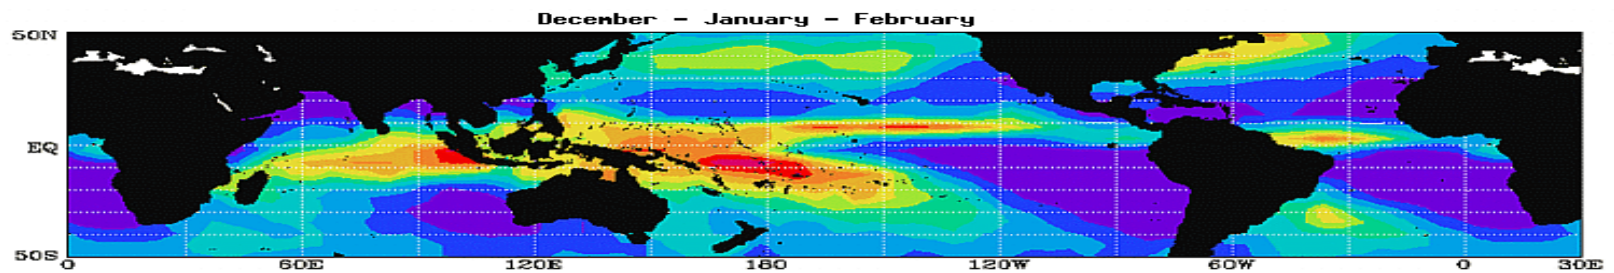 December - January - February
50N
EQ
50S
0 60E 120E 180 120W 60W 0 30E